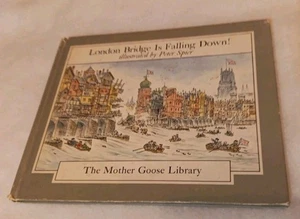 London Bridge Is Falling Down!
illustrated by Peter Spier
The Mother Goose Library